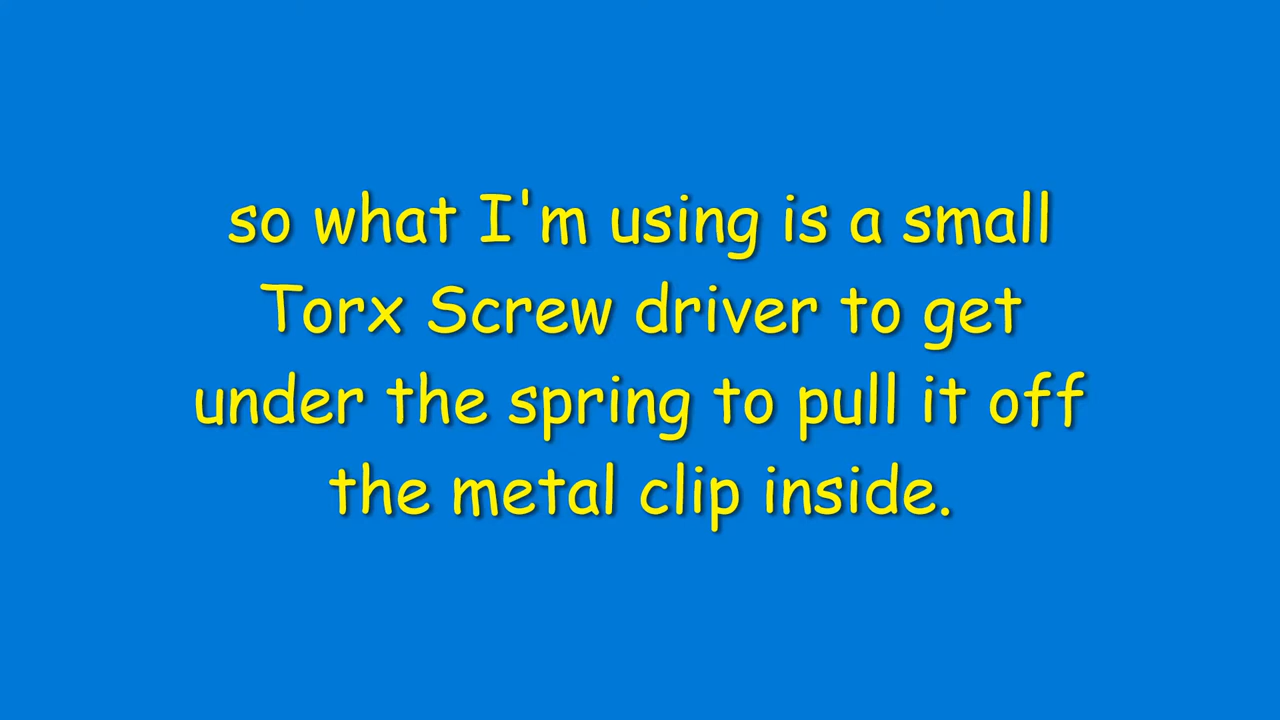 so what I'm using is a small
Torx Screw driver to get
under the spring to pull it off
the metal clip inside.